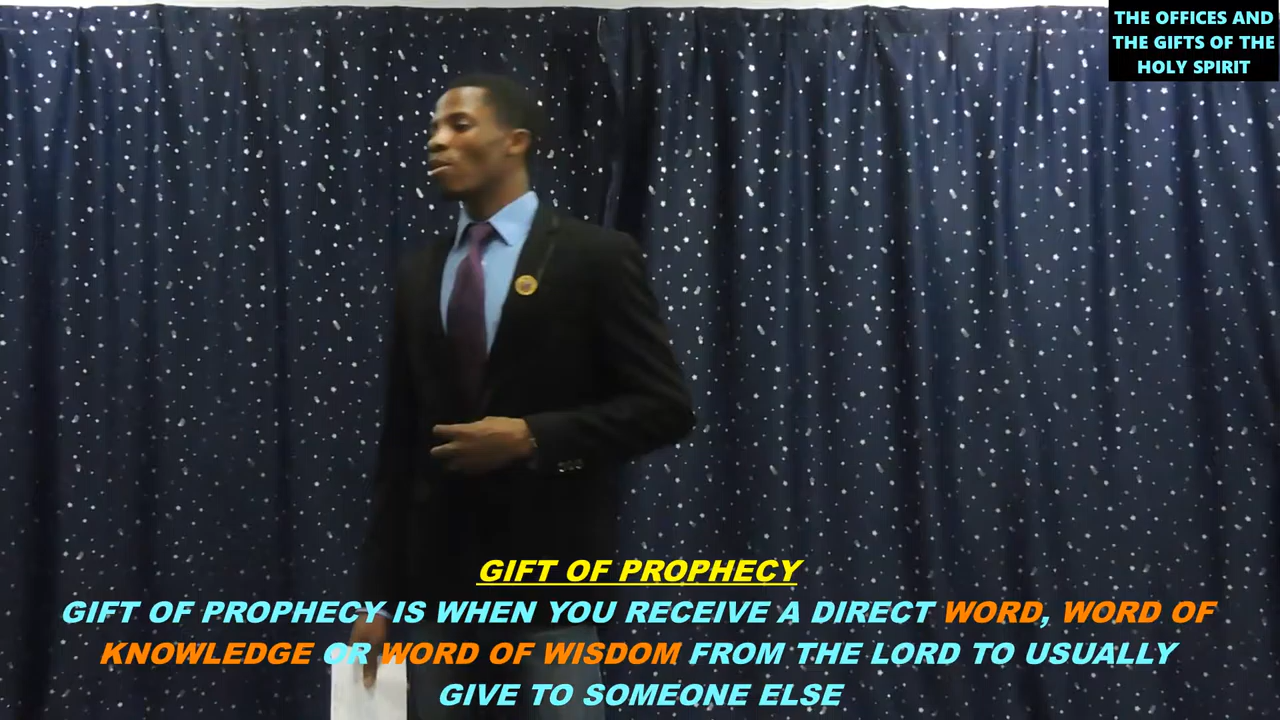 THE OFFICES AND
THE GIFTS OF THE
HOLY SPIRIT
GIFT OF PROPHECY
GIFT OF PROPHECY IS WHEN YOU RECEIVE A DIRECT WORD, WORD OF
KNOWLEDGE OR WORD OF WISDOM FROM THE LORD TO USUALLY
GIVE TO SOMEONE ELSE